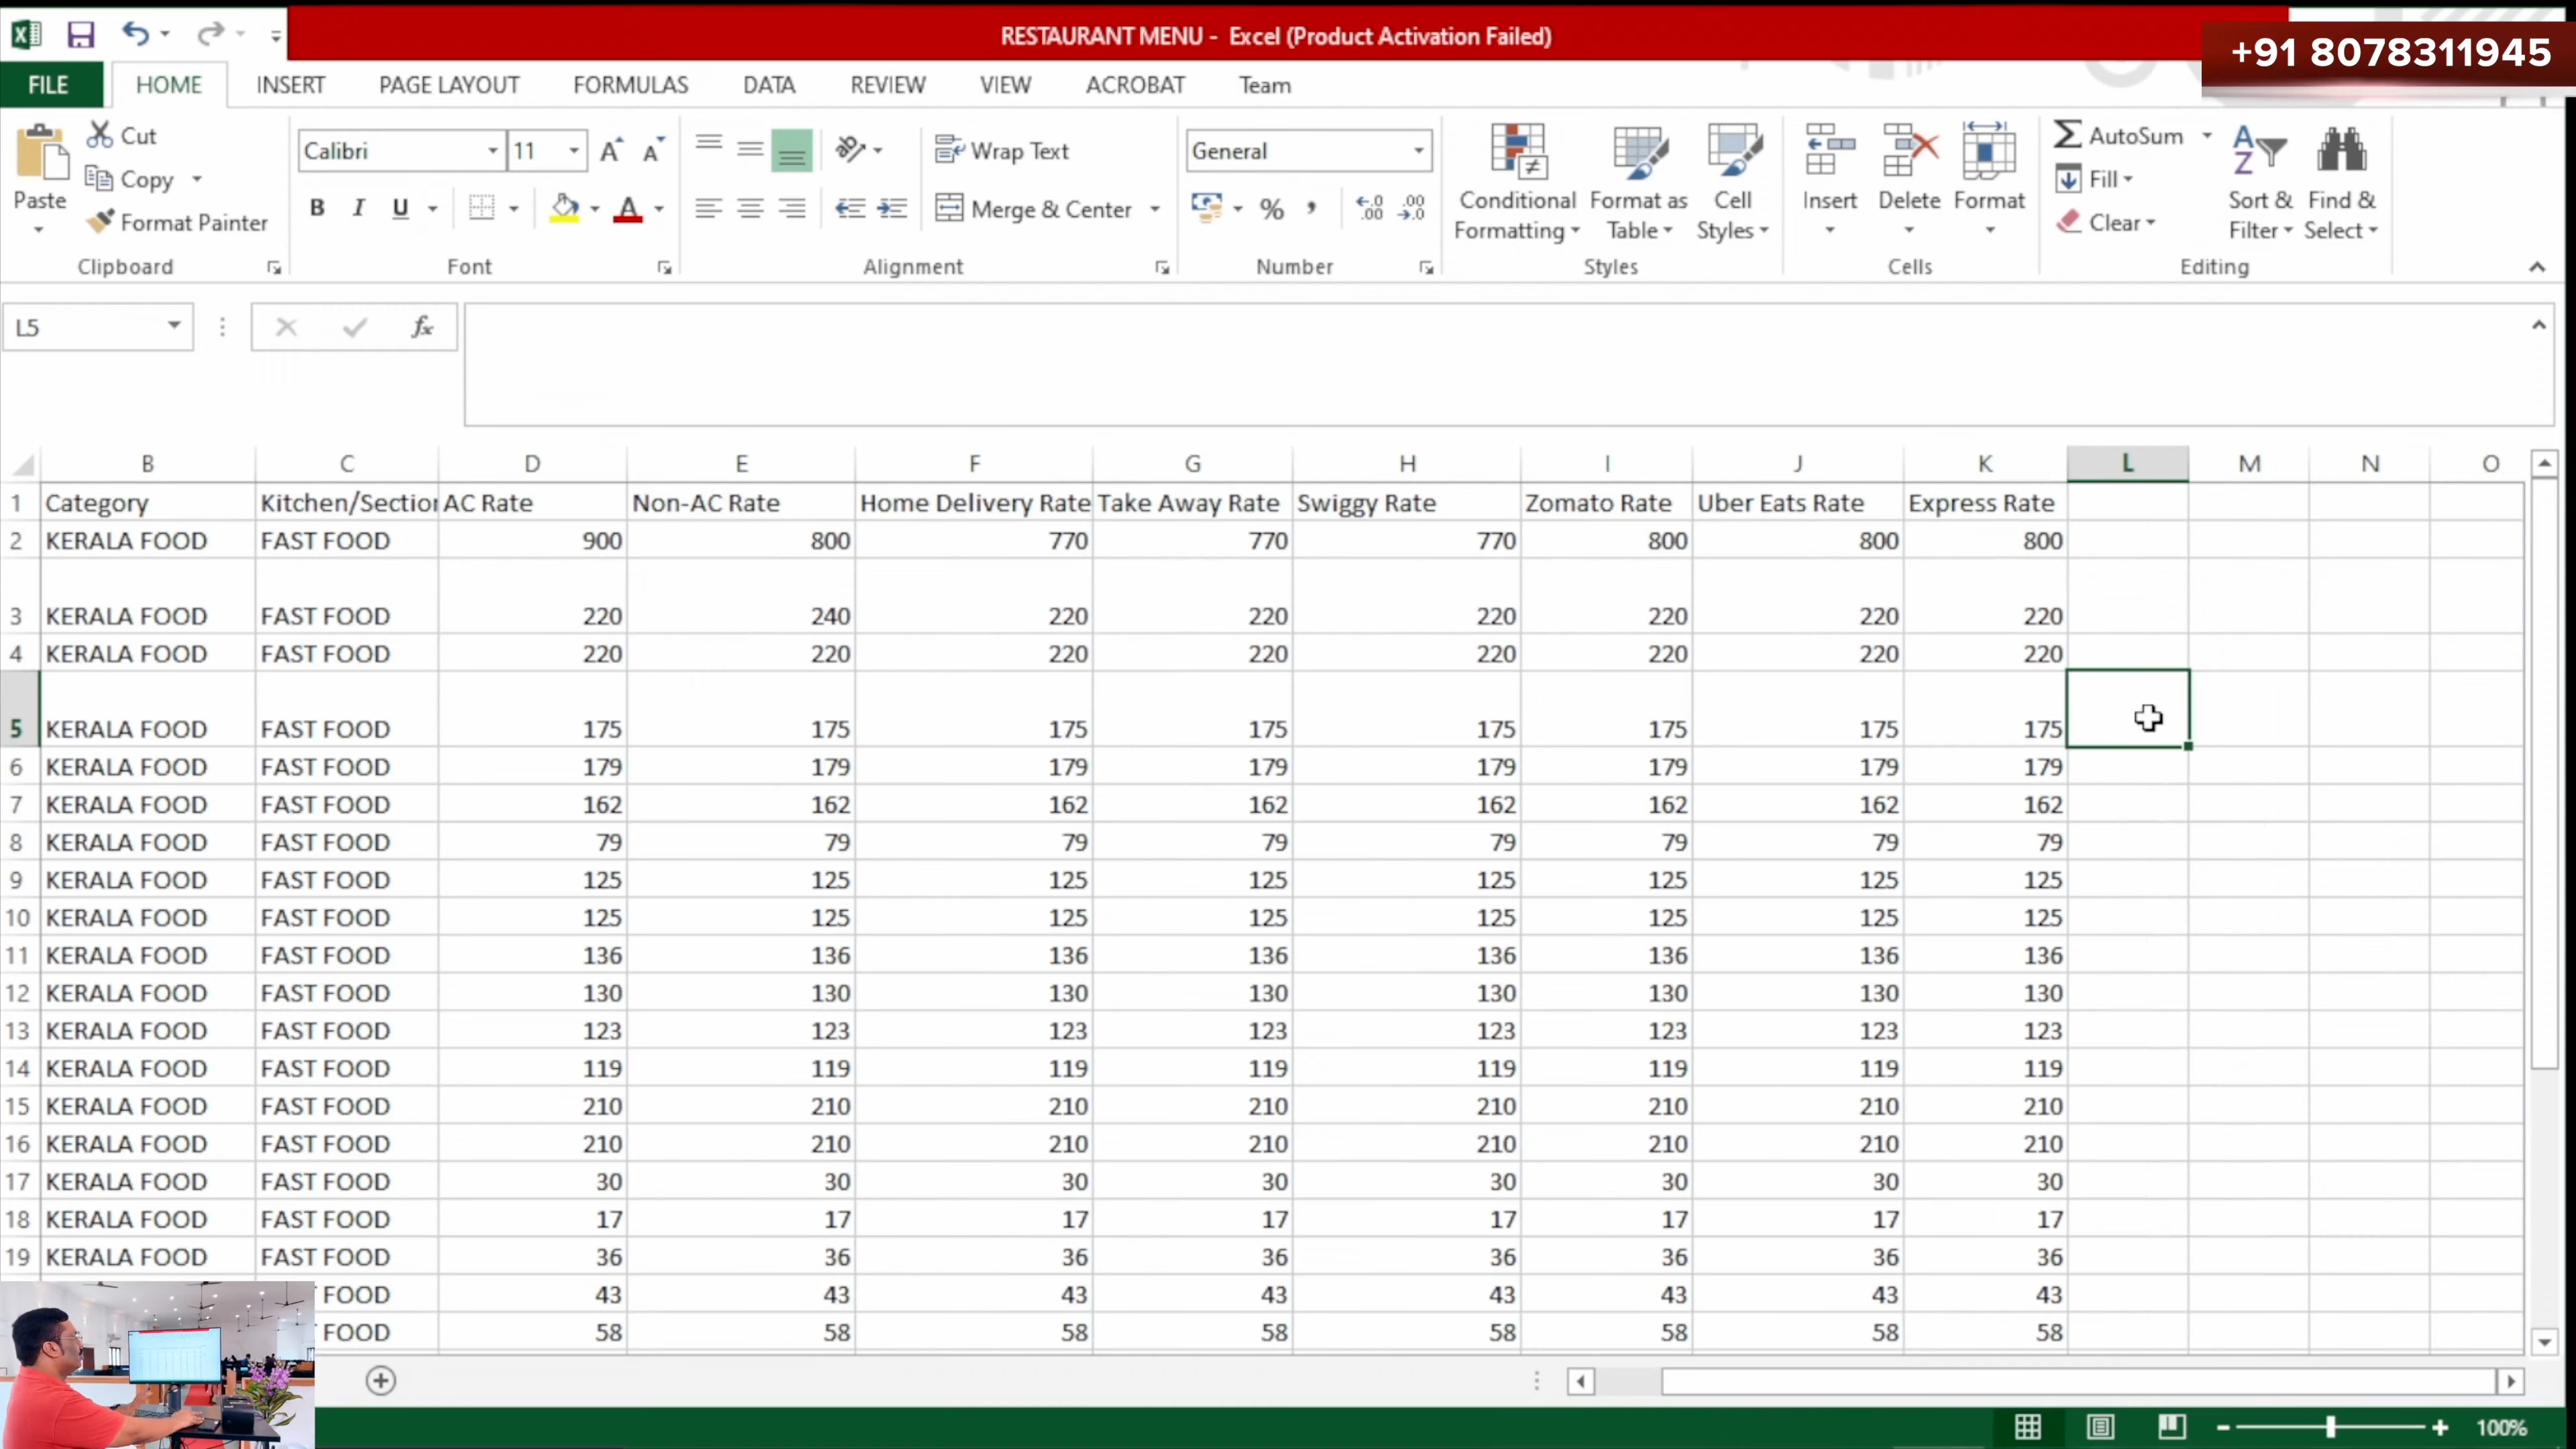 RESTAURANT MENU - Excel (Product Activation Failed)
+91 8078311945
FILE HOME INSERT PAGE LAYOUT FORMULAS DATA REVIEW VIEW ACROBAT Team
Paste
Cut
Copy
Format Painter
Clipboard
Calibri 11
B I U
Font
Wrap Text
Merge & Center
Alignment
General
%
Number
Conditional Formatting
Format as Table
Cell Styles
Styles
Insert Delete Format
Cells
AutoSum
Fill
Clear
Sort & Filter
Find & Select
Editing
L5 fx
B C D E F G H I J K L M N O
1 Category Kitchen/Section AC Rate Non-AC Rate Home Delivery Rate Take Away Rate Swiggy Rate Zomato Rate Uber Eats Rate Express Rate
2 KERALA FOOD FAST FOOD 900 800 770 770 770 800 800 800
3 KERALA FOOD FAST FOOD 220 240 220 220 220 220 220 220
4 KERALA FOOD FAST FOOD 220 220 220 220 220 220 220 220
5 KERALA FOOD FAST FOOD 175 175 175 175 175 175 175 175
6 KERALA FOOD FAST FOOD 179 179 179 179 179 179 179 179
7 KERALA FOOD FAST FOOD 162 162 162 162 162 162 162 162
8 KERALA FOOD FAST FOOD 79 79 79 79 79 79 79 79
9 KERALA FOOD FAST FOOD 125 125 125 125 125 125 125 125
10 KERALA FOOD FAST FOOD 125 125 125 125 125 125 125 125
11 KERALA FOOD FAST FOOD 136 136 136 136 136 136 136 136
12 KERALA FOOD FAST FOOD 130 130 130 130 130 130 130 130
13 KERALA FOOD FAST FOOD 123 123 123 123 123 123 123 123
14 KERALA FOOD FAST FOOD 119 119 119 119 119 119 119 119
15 KERALA FOOD FAST FOOD 210 210 210 210 210 210 210 210
16 KERALA FOOD FAST FOOD 210 210 210 210 210 210 210 210
17 KERALA FOOD FAST FOOD 30 30 30 30 30 30 30 30
18 KERALA FOOD FAST FOOD 17 17 17 17 17 17 17 17
19 KERALA FOOD FAST FOOD 36 36 36 36 36 36 36 36
FOOD 43 43 43 43 43 43 43 43
FOOD 58 58 58 58 58 58 58 58
100%